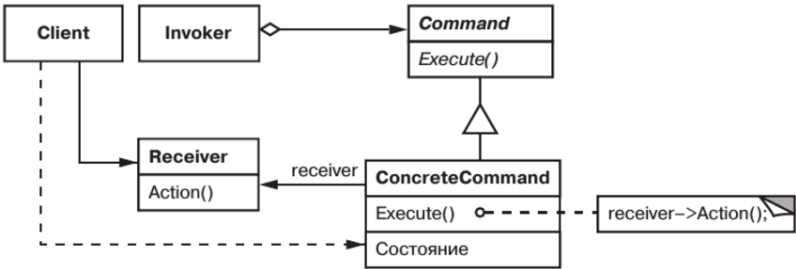 Client
Invoker
Command
Execute()
Receiver
Action()
receiver
ConcreteCommand
Execute()
receiver–>Action();
Состояние